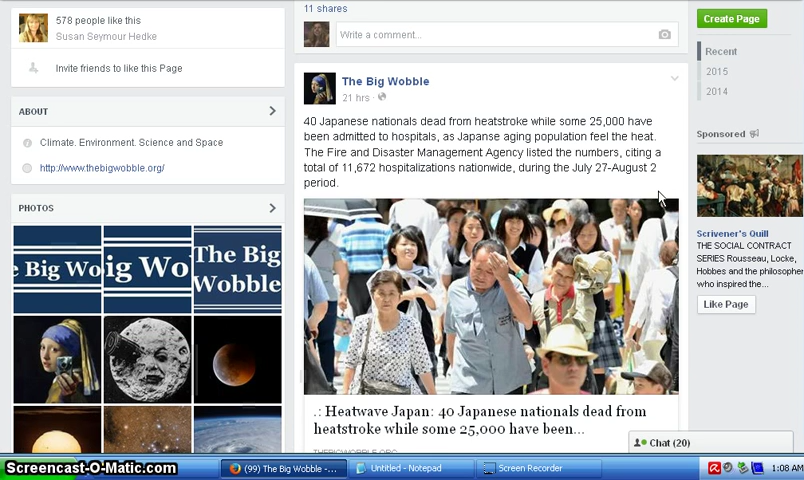 578 people like this
Susan Seymour Hedke
Invite friends to like this Page
ABOUT
Climate. Environment. Science and Space
http://www.thebigwobble.org/
PHOTOS
e Big Wo
ig Wo
The Big
Wobble
11 shares
Write a comment...
The Big Wobble
21 hrs ·
40 Japanese nationals dead from heatstroke while some 25,000 have
been admitted to hospitals, as Japanse aging population feel the heat.
The Fire and Disaster Management Agency listed the numbers, citing a
total of 11,672 hospitalizations nationwide, during the July 27-August 2
period.
.: Heatwave Japan: 40 Japanese nationals dead from
heatstroke while some 25,000 have been...
THEBIGWOBBLE.ORG
Create Page
Recent
2015
2014
Sponsored
Scrivener's Quill
THE SOCIAL CONTRACT
SERIES Rousseau, Locke,
Hobbes and the philosopher
who inspired the...
Like Page
Chat (20)
Screencast-O-Matic.com
(99) The Big Wobble -...
Untitled - Notepad
Screen Recorder
1:08 AM